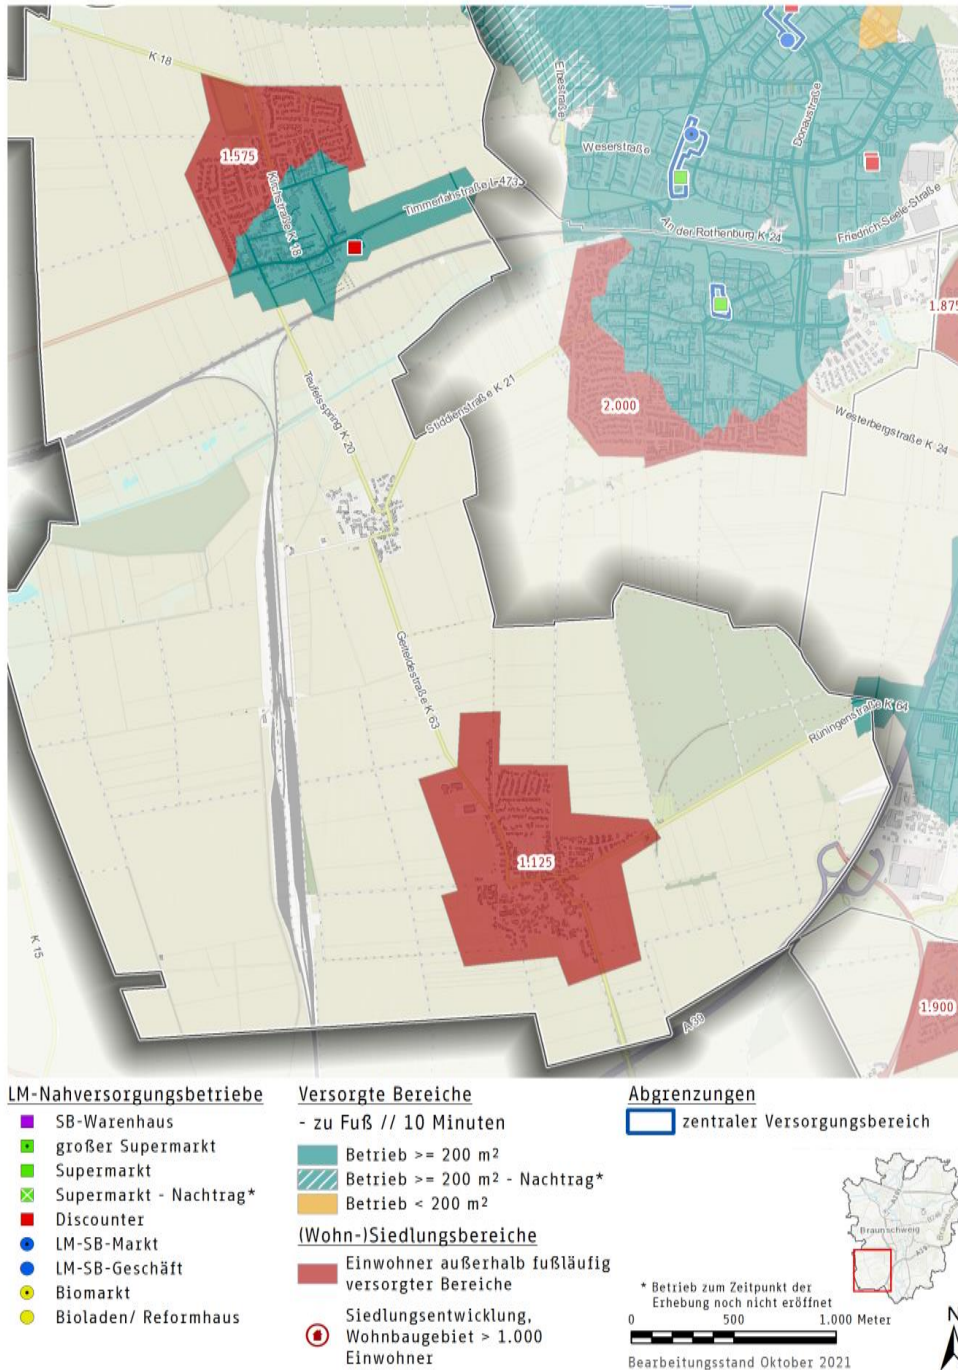 K 18
1.575
Kirchstraße K 18
Timmerlahstraße L 473
Elbestraße
Weserstraße
Donaustraße
An der Rothenburg K 24
Friedrich-Seele-Straße
1.875
Teufelsspring K 20
Stiddienstraße K 21
2.000
Westerbergstraße K 24
Geiteldestraße K 63
Rüningenstraße K 64
1.125
K 15
A 39
1.900
LM-Nahversorgungsbetriebe
SB-Warenhaus
großer Supermarkt
Supermarkt
Supermarkt - Nachtrag*
Discounter
LM-SB-Markt
LM-SB-Geschäft
Biomarkt
Bioladen/ Reformhaus
Versorgte Bereiche
- zu Fuß // 10 Minuten
Betrieb >= 200 m²
Betrieb >= 200 m² - Nachtrag*
Betrieb < 200 m²
(Wohn-)Siedlungsbereiche
Einwohner außerhalb fußläufig
versorgter Bereiche
Siedlungsentwicklung,
Wohnbaugebiet > 1.000
Einwohner
Abgrenzungen
zentraler Versorgungsbereich
Braunschweig
* Betrieb zum Zeitpunkt der
Erhebung noch nicht eröffnet
0 500 1.000 Meter
N
Bearbeitungsstand Oktober 2021